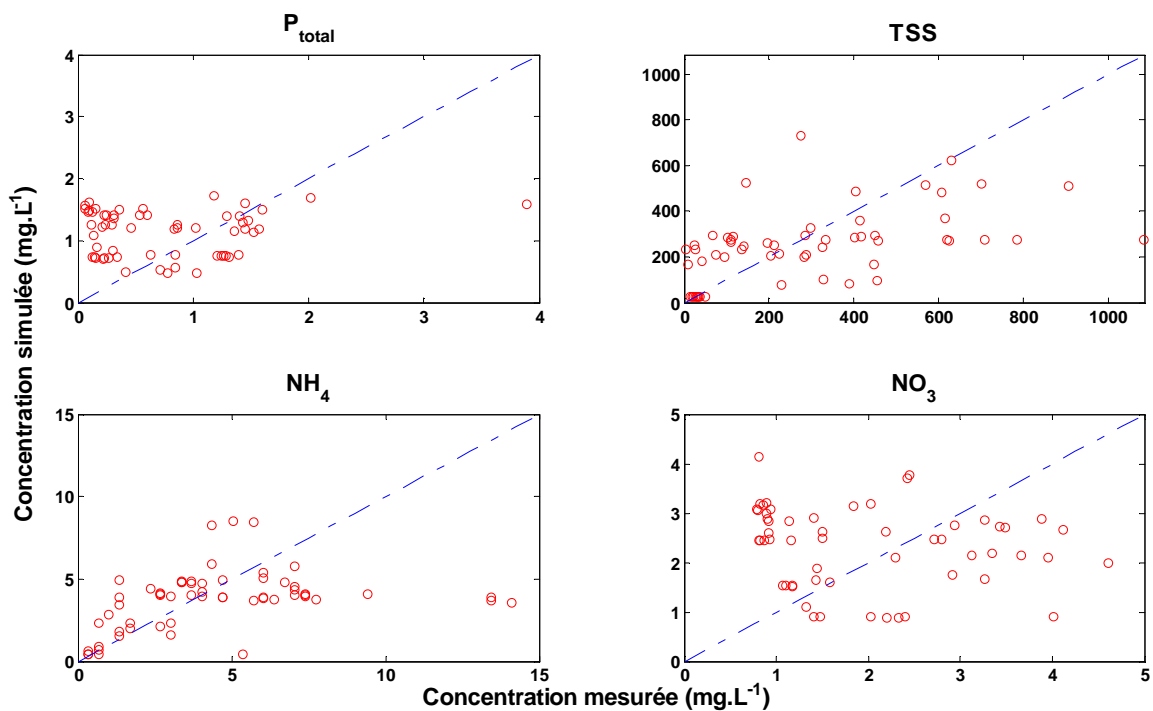 P_total
TSS
4
3
2
1
0
0 1 2 3 4
1000
800
600
400
200
0
0 200 400 600 800 1000
Concentration simulée (mg.L⁻¹)
NH₄
NO₃
15
10
5
0
0 5 10 15
5
4
3
2
1
0
0 1 2 3 4 5
Concentration mesurée (mg.L⁻¹)